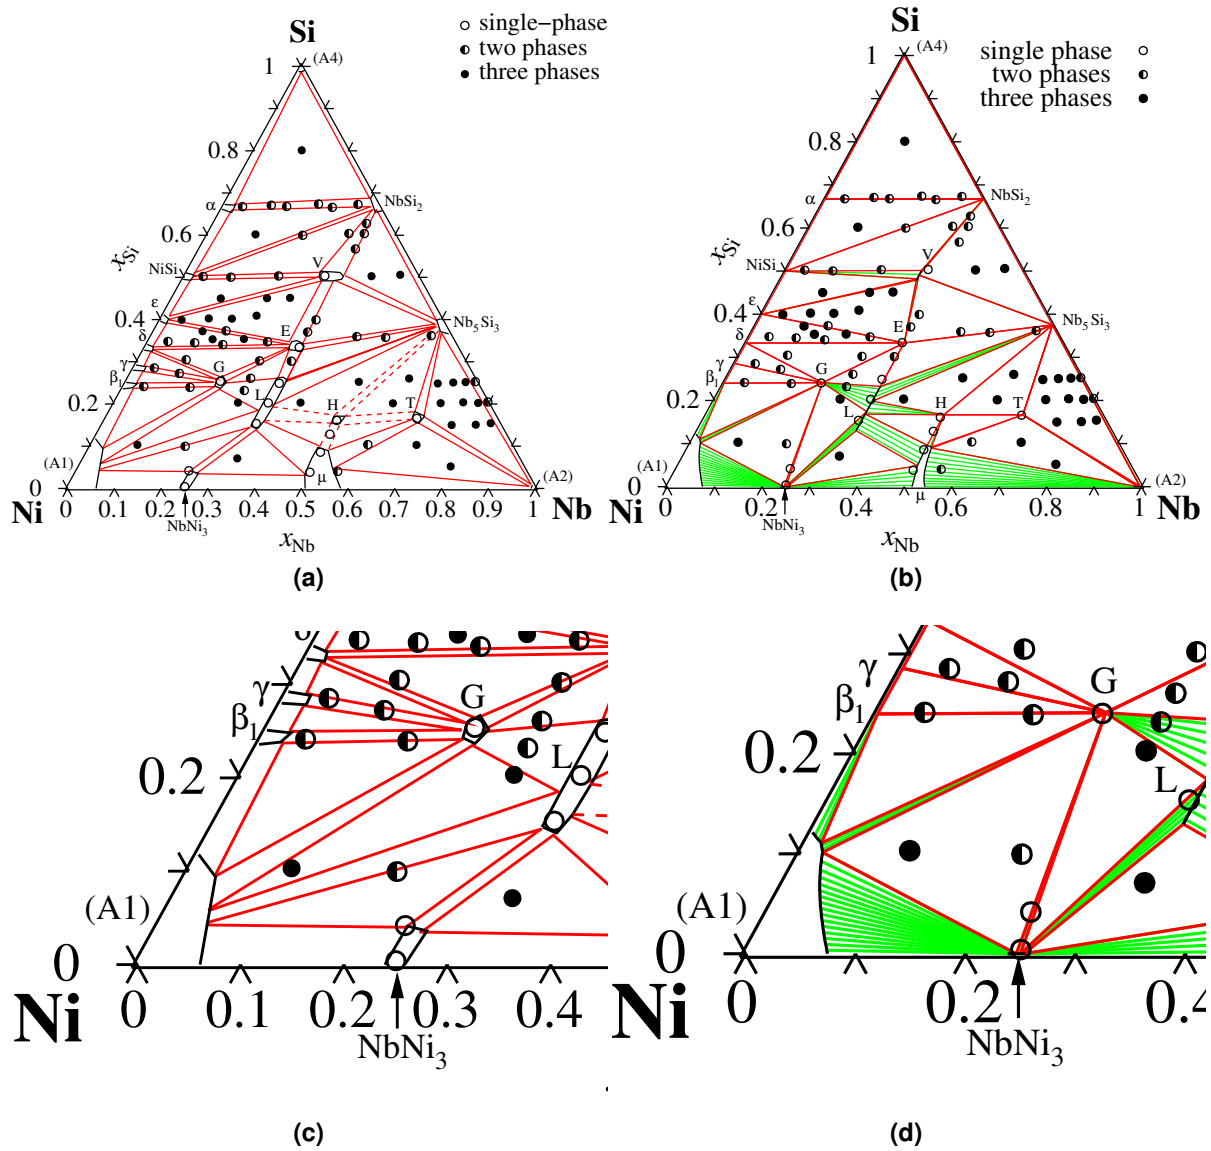 Si
(A4)
1
single-phase
two phases
three phases
0.8
α
NbSi2
0.6
xSi
NiSi
V
ε
0.4
δ
E
Nb5Si3
γ
G
β1
0.2
L
H
T
(A1)
μ
(A2)
0
Ni
0 0.1 0.2 0.3 0.4 0.5 0.6 0.7 0.8 0.9 1
Nb
NbNi3
xNb
(a)
Si
(A4)
1
single phase
two phases
three phases
0.8
α
NbSi2
0.6
xSi
NiSi
V
ε
0.4
δ
E
Nb5Si3
γ
G
β1
0.2
L
H
T
(A1)
μ
(A2)
0
Ni
0 0.2 0.4 0.6 0.8 1
Nb
NbNi3
xNb
(b)
γ
G
β1
0.2
L
(A1)
0
Ni
0 0.1 0.2 0.3 0.4
NbNi3
(c)
γ
G
β1
0.2
L
(A1)
0
Ni
0 0.2
NbNi3
(d)